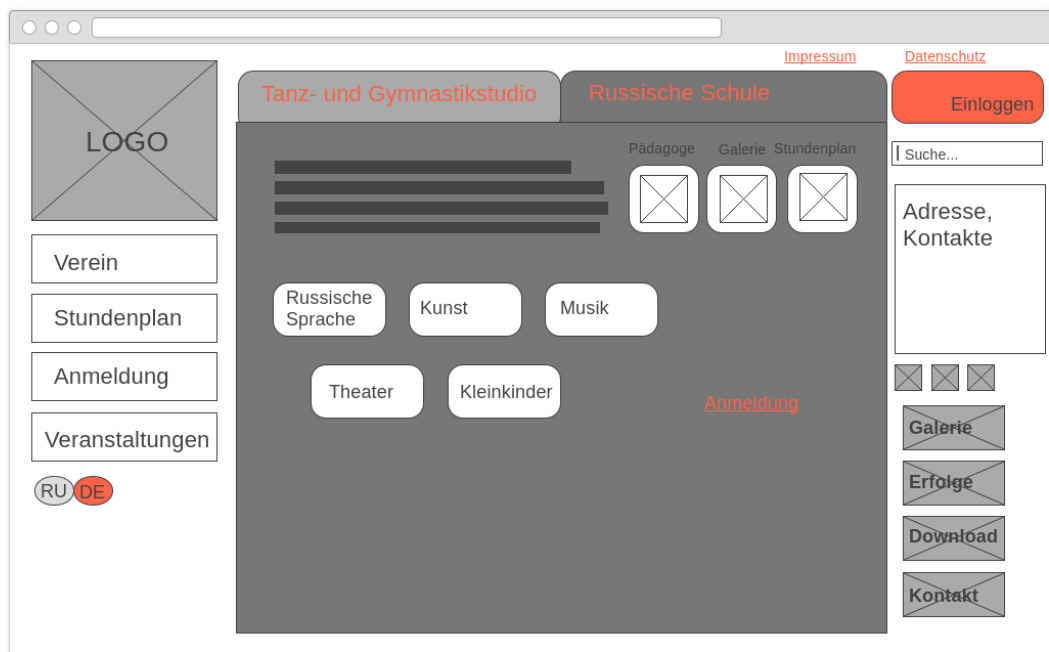 Impressum
Datenschutz
LOGO
Tanz- und Gymnastikstudio
Russische Schule
Einloggen
Pädagoge
Galerie
Stundenplan
Suche...
Adresse,
Kontakte
Verein
Stundenplan
Anmeldung
Veranstaltungen
RU
DE
Russische
Sprache
Kunst
Musik
Theater
Kleinkinder
Anmeldung
Galerie
Erfolge
Download
Kontakt